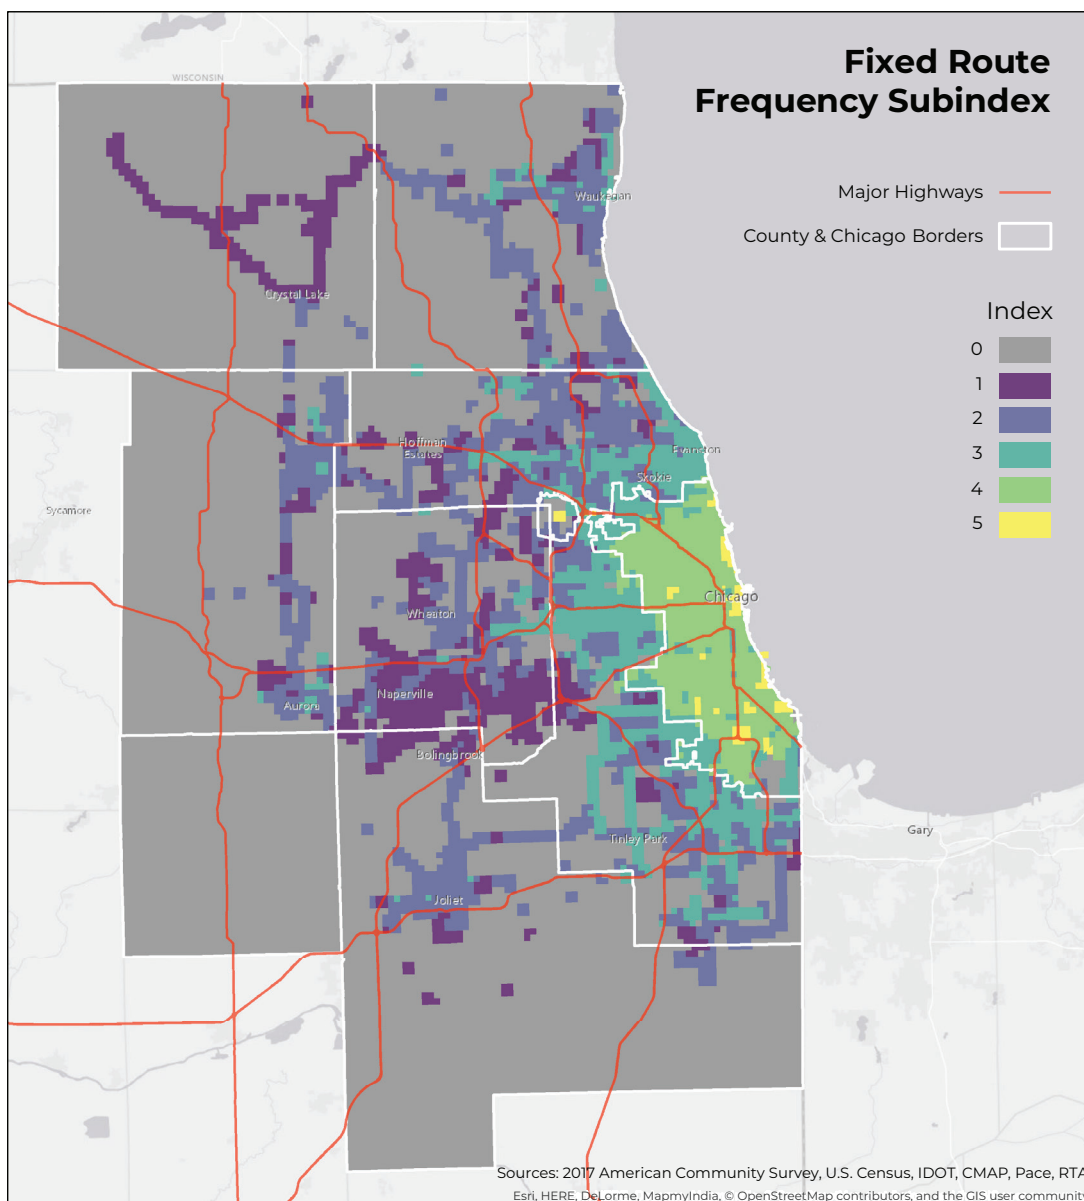 Fixed Route
Frequency Subindex
Major Highways
County & Chicago Borders
Index
0
1
2
3
4
5
WISCONSIN
Waukegan
Crystal Lake
Hoffman
Estates
Evanston
Skokie
Sycamore
Chicago
Wheaton
Naperville
Aurora
Bolingbrook
Gary
Tinley Park
Joliet
Sources: 2017 American Community Survey, U.S. Census, IDOT, CMAP, Pace, RTA
Esri, HERE, DeLorme, MapmyIndia, © OpenStreetMap contributors, and the GIS user community